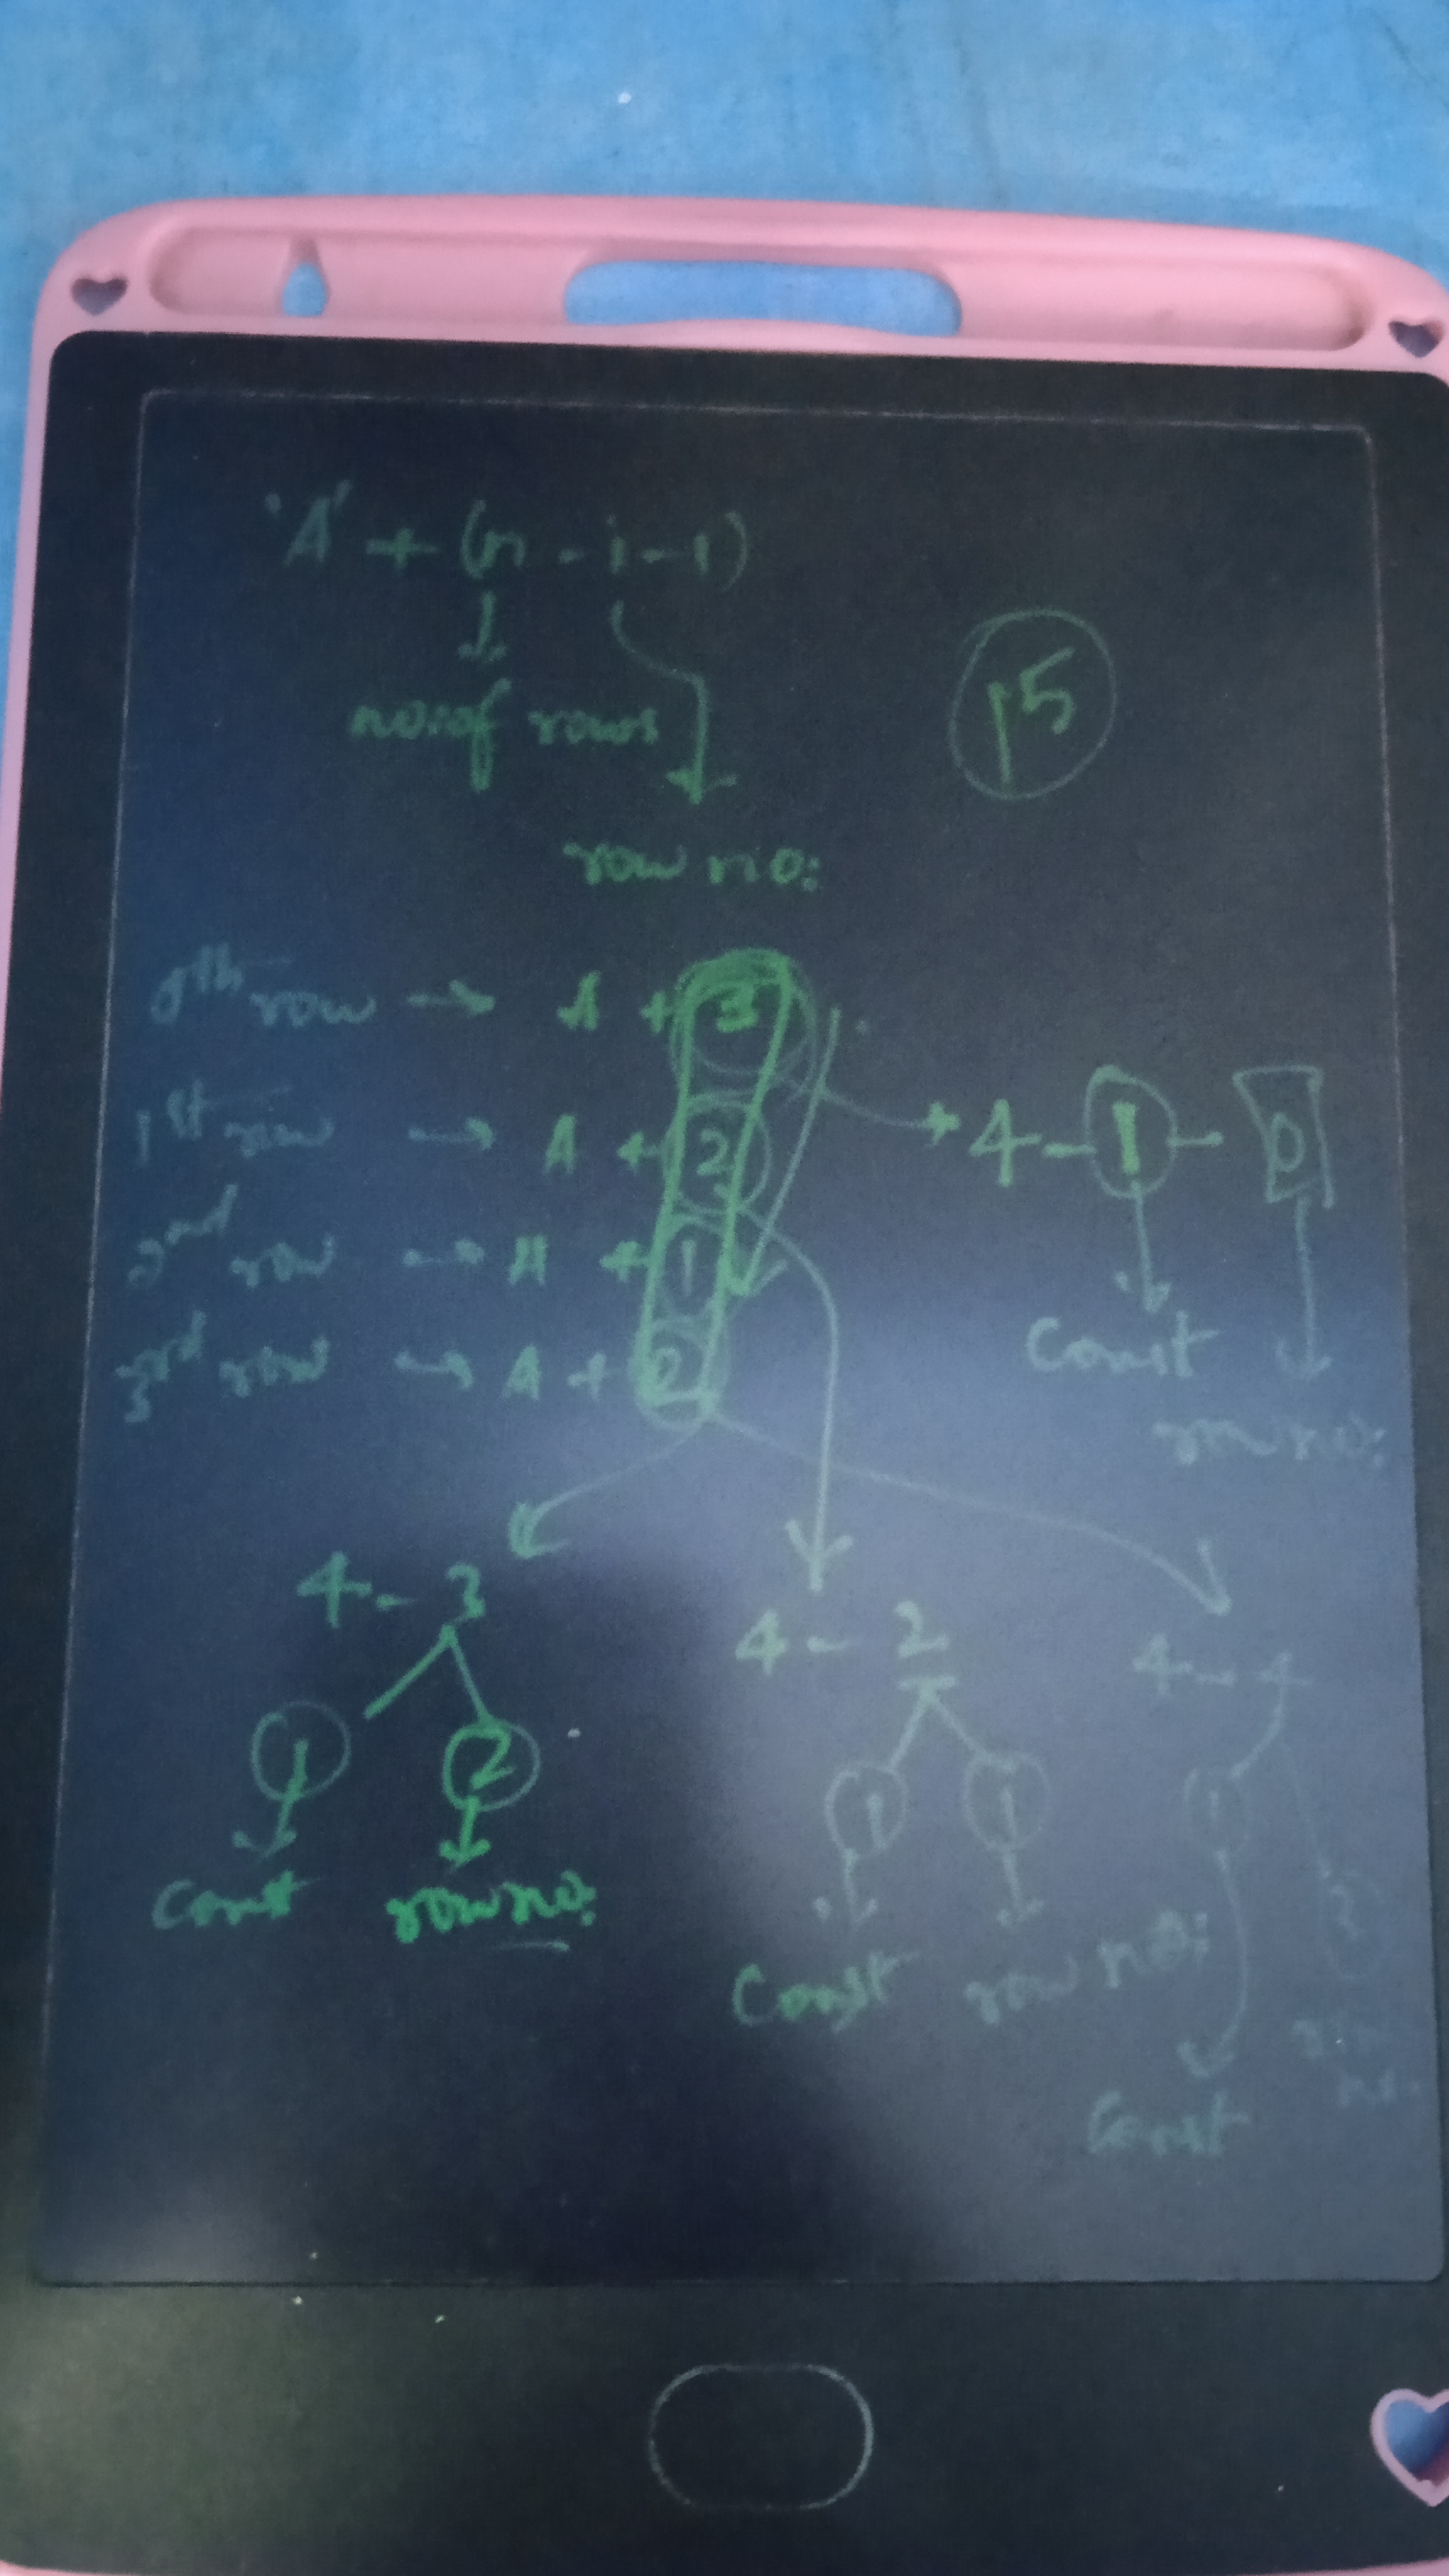 'A' + (n - i - 1)
no: of rows
15
row no:
0th row → A + 3
1st row → A + 2
4 - 1 - 0
2nd row → A + 1
3rd row → A + 2
const
row no:
4 - 3
4 - 2
4 - 4
1 2
1 1
1 3
const row no:
const row no:
const